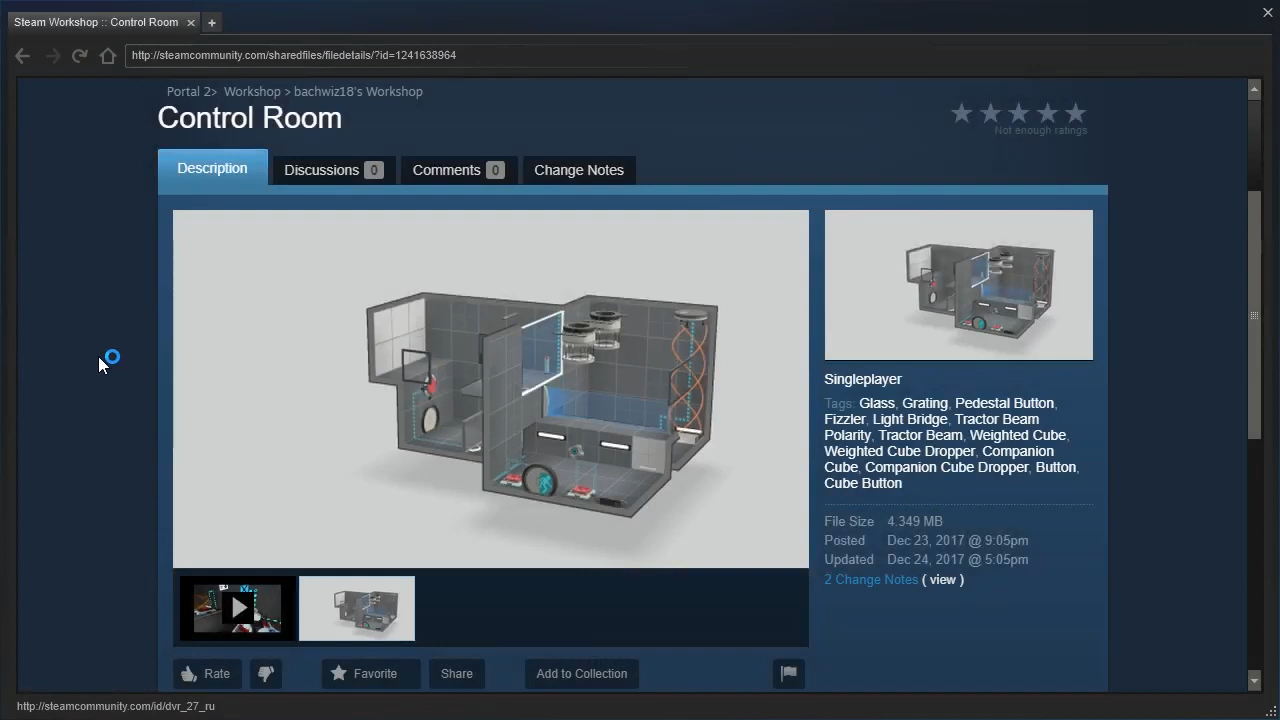 Steam Workshop :: Control Room
http://steamcommunity.com/sharedfiles/filedetails/?id=1241638964
Portal 2> Workshop > bachwiz18's Workshop
Control Room
Not enough ratings
Description
Discussions 0
Comments 0
Change Notes
Singleplayer
Tags: Glass, Grating, Pedestal Button,
Fizzler, Light Bridge, Tractor Beam
Polarity, Tractor Beam, Weighted Cube,
Weighted Cube Dropper, Companion
Cube, Companion Cube Dropper, Button,
Cube Button
File Size 4.349 MB
Posted Dec 23, 2017 @ 9:05pm
Updated Dec 24, 2017 @ 5:05pm
2 Change Notes ( view )
Rate
Favorite
Share
Add to Collection
http://steamcommunity.com/id/dvr_27_ru